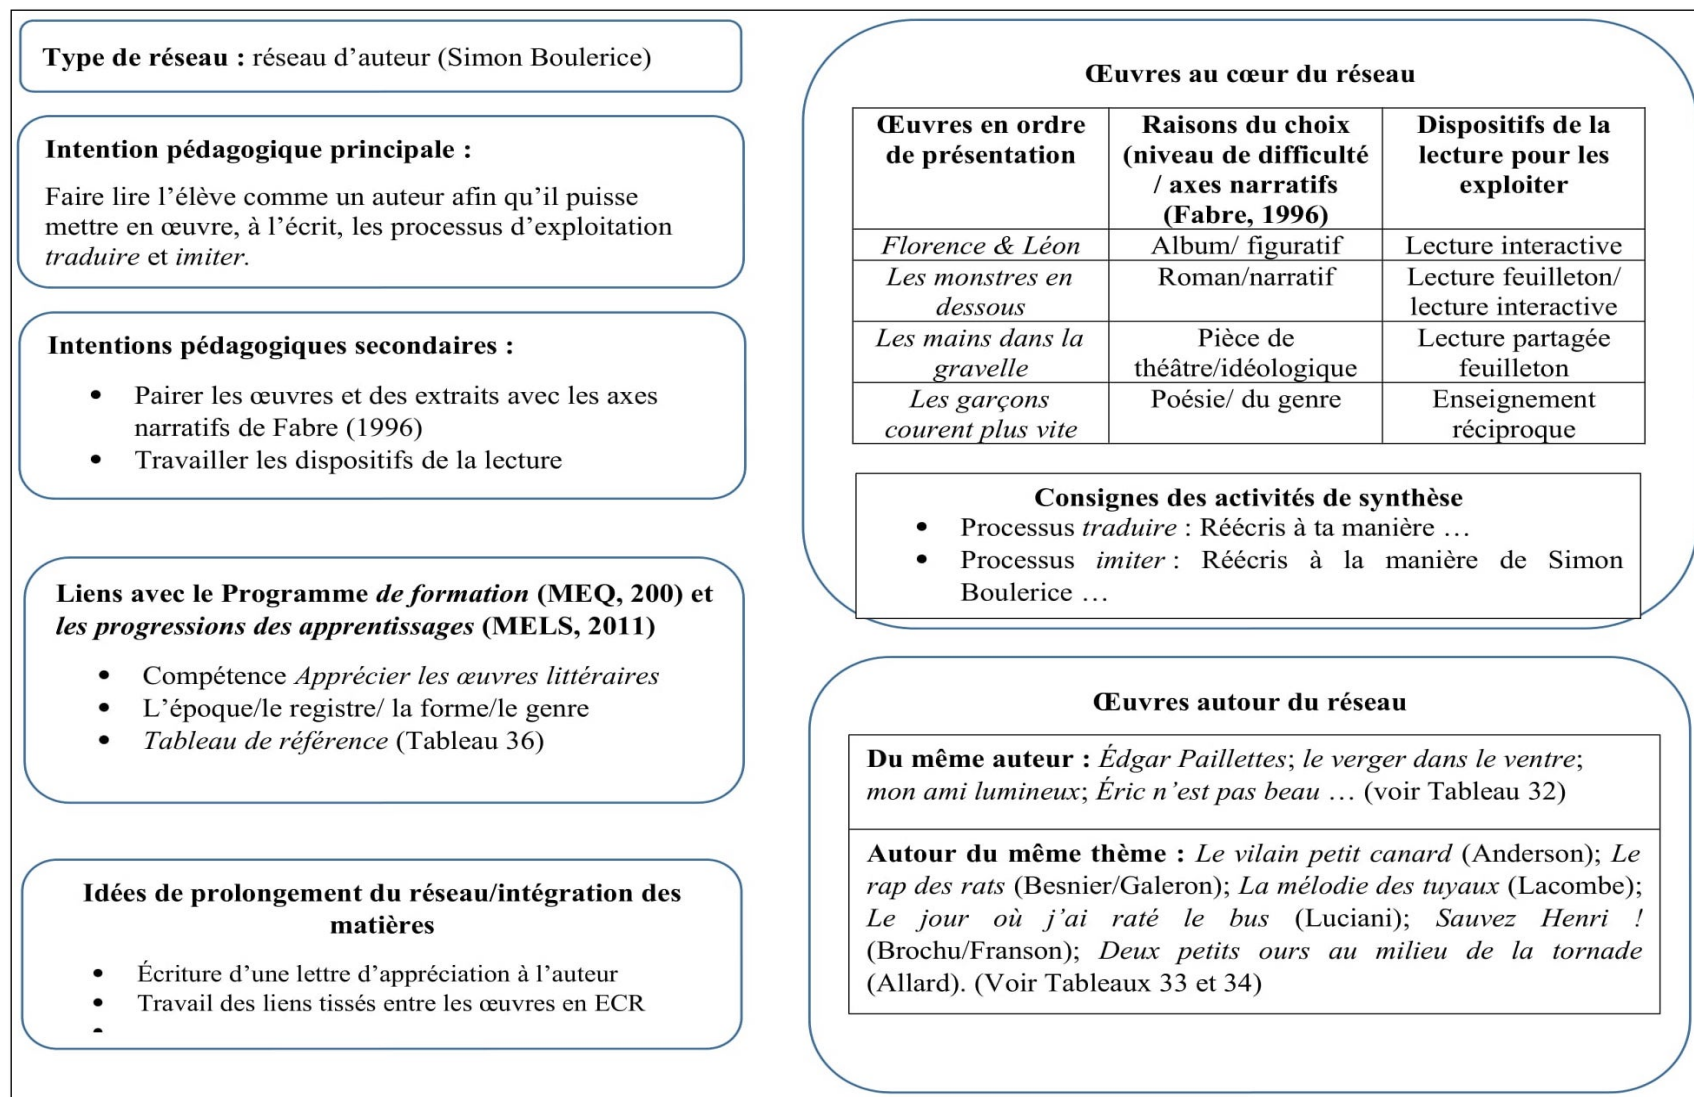 Type de réseau : réseau d’auteur (Simon Boulerice)
Intention pédagogique principale :
Faire lire l’élève comme un auteur afin qu’il puisse
mettre en œuvre, à l’écrit, les processus d’exploitation
traduire et imiter.
Intentions pédagogiques secondaires :
• Pairer les œuvres et des extraits avec les axes
narratifs de Fabre (1996)
• Travailler les dispositifs de la lecture
Liens avec le Programme de formation (MEQ, 200) et
les progressions des apprentissages (MELS, 2011)
• Compétence Apprécier les œuvres littéraires
• L’époque/le registre/ la forme/le genre
• Tableau de référence (Tableau 36)
Idées de prolongement du réseau/intégration des
matières
• Écriture d’une lettre d’appréciation à l’auteur
• Travail des liens tissés entre les œuvres en ECR
Œuvres au cœur du réseau
Œuvres en ordre
de présentation
Raisons du choix
(niveau de difficulté
/ axes narratifs
(Fabre, 1996)
Dispositifs de la
lecture pour les
exploiter
Florence & Léon
Album/ figuratif
Lecture interactive
Les monstres en
dessous
Roman/narratif
Lecture feuilleton/
lecture interactive
Les mains dans la
gravelle
Pièce de
théâtre/idéologique
Lecture partagée
feuilleton
Les garçons
courent plus vite
Poésie/ du genre
Enseignement
réciproque
Consignes des activités de synthèse
• Processus traduire : Réécris à ta manière …
• Processus imiter : Réécris à la manière de Simon
Boulerice …
Œuvres autour du réseau
Du même auteur : Édgar Paillettes; le verger dans le ventre;
mon ami lumineux; Éric n’est pas beau … (voir Tableau 32)
Autour du même thème : Le vilain petit canard (Anderson); Le
rap des rats (Besnier/Galeron); La mélodie des tuyaux (Lacombe);
Le jour où j’ai raté le bus (Luciani); Sauvez Henri !
(Brochu/Franson); Deux petits ours au milieu de la tornade
(Allard). (Voir Tableaux 33 et 34)